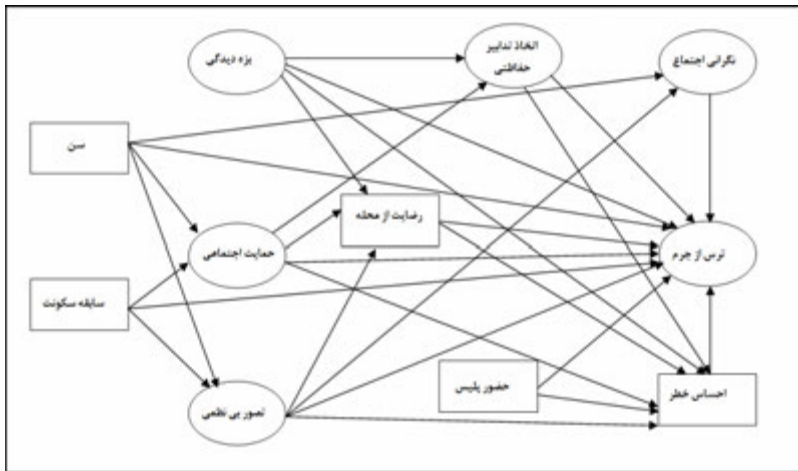 بزه دیدگی
اتخاذ تدابیر
حفاظتی
نگرانی اجتماع
سن
رضایت از محله
حمایت اجتماعی
ترس از جرم
سابقه سکونت
حضور پلیس
احساس خطر
تصور بی نظمی